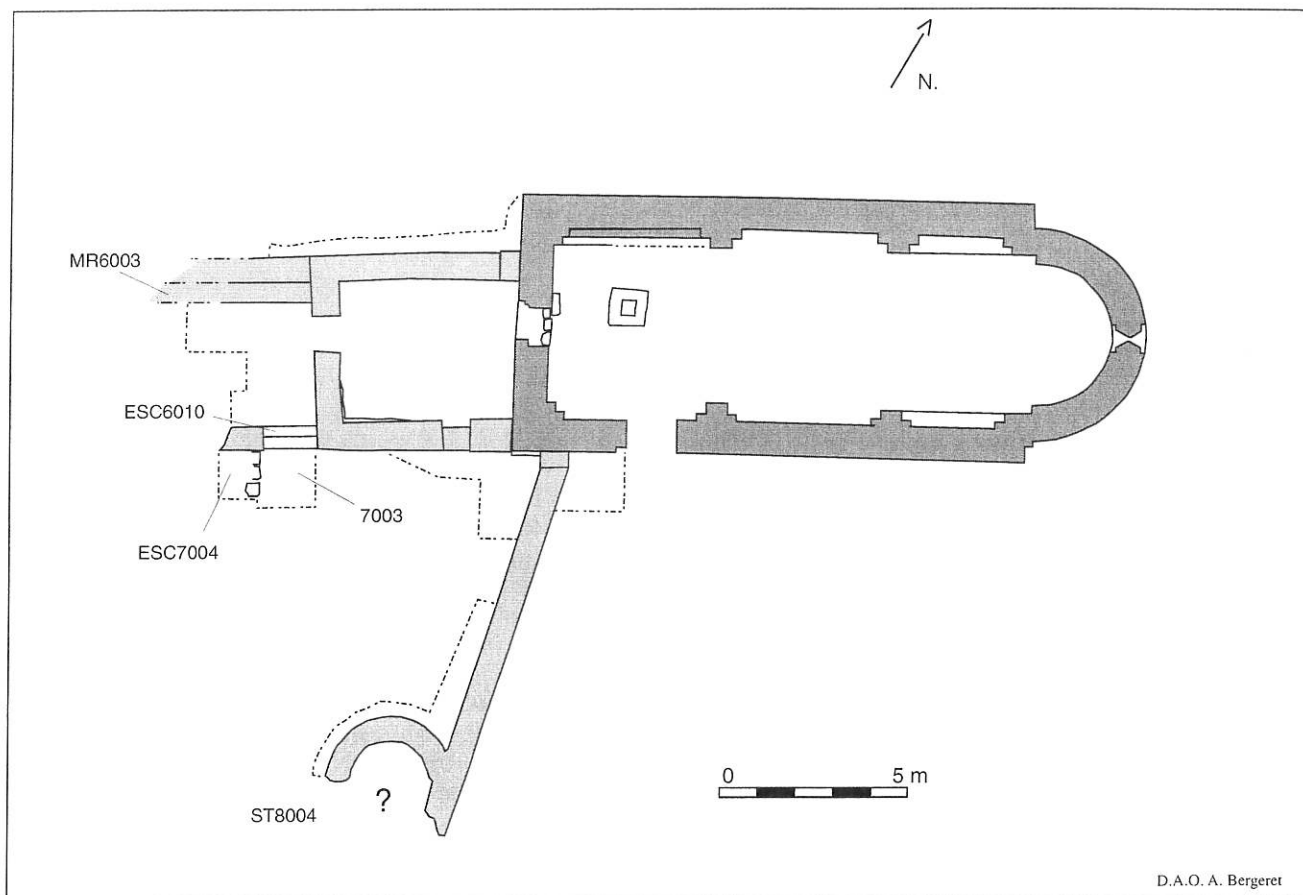 N.
MR6003
ESC6010
7003
ESC7004
0 5 m
?
ST8004
D.A.O. A. Bergeret